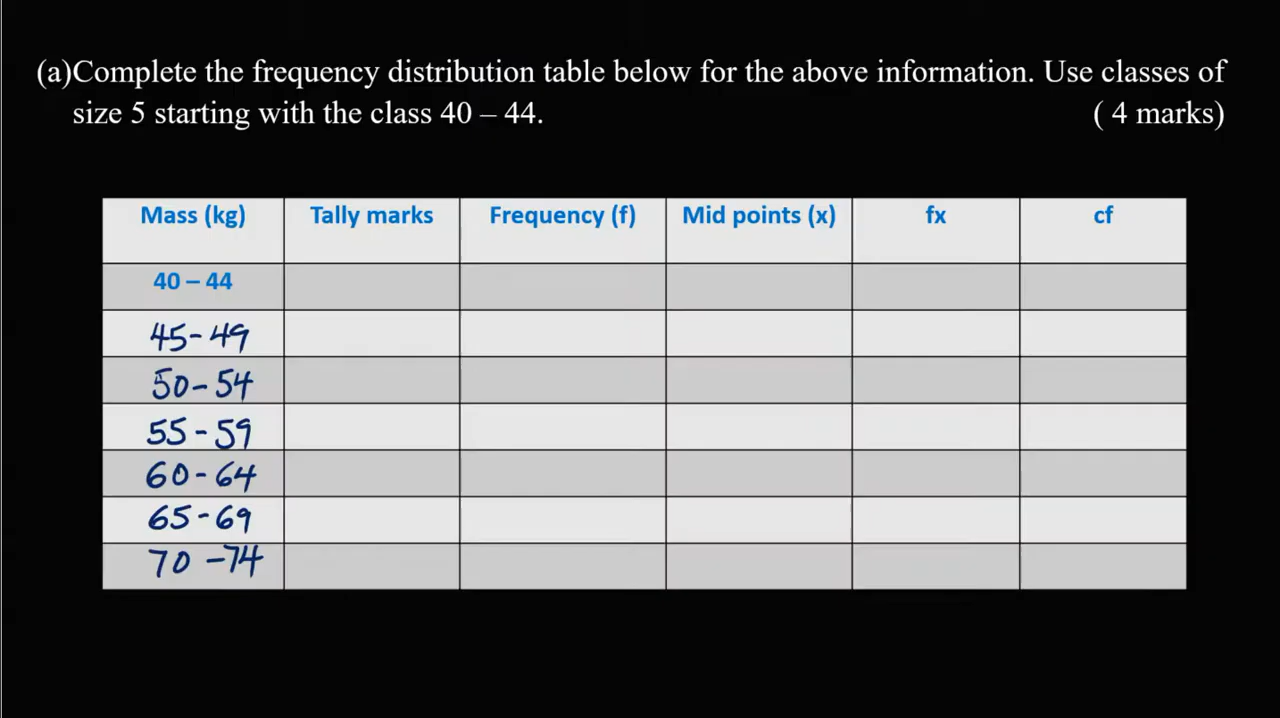 (a)Complete the frequency distribution table below for the above information. Use classes of
size 5 starting with the class 40 – 44. ( 4 marks)
Mass (kg) Tally marks Frequency (f) Mid points (x) fx cf
40 – 44
45-49
50-54
55-59
60-64
65-69
70-74